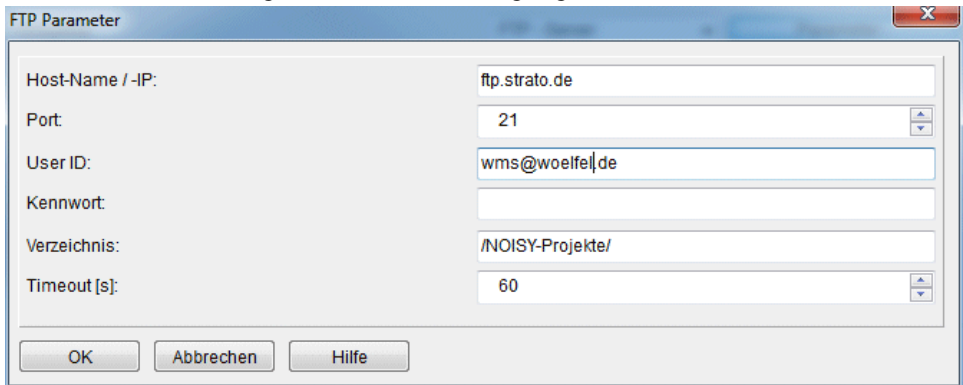 FTP Parameter
Host-Name / -IP: ftp.strato.de
Port: 21
User ID: wms@woelfel.de
Kennwort:
Verzeichnis: /NOISY-Projekte/
Timeout [s]: 60
OK Abbrechen Hilfe